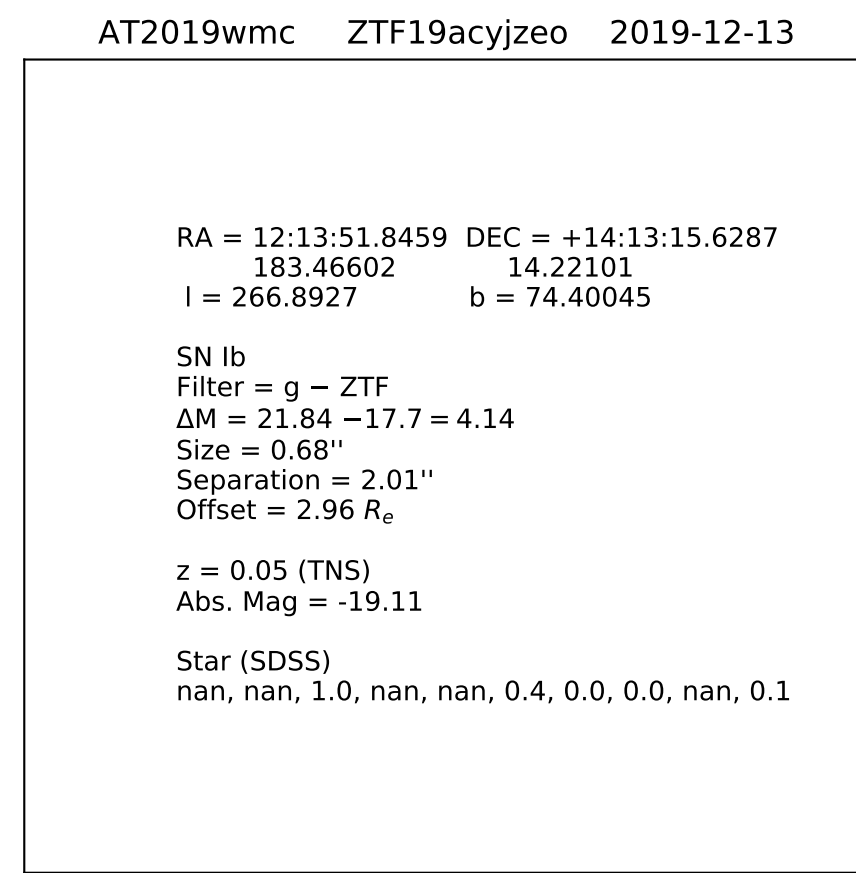 AT2019wmc ZTF19acyjzeo 2019-12-13
RA = 12:13:51.8459 DEC = +14:13:15.6287
183.46602 14.22101
l = 266.8927 b = 74.40045
SN Ib
Filter = g − ZTF
ΔM = 21.84 −17.7 = 4.14
Size = 0.68''
Separation = 2.01''
Offset = 2.96 Rₑ
z = 0.05 (TNS)
Abs. Mag = -19.11
Star (SDSS)
nan, nan, 1.0, nan, nan, 0.4, 0.0, 0.0, nan, 0.1